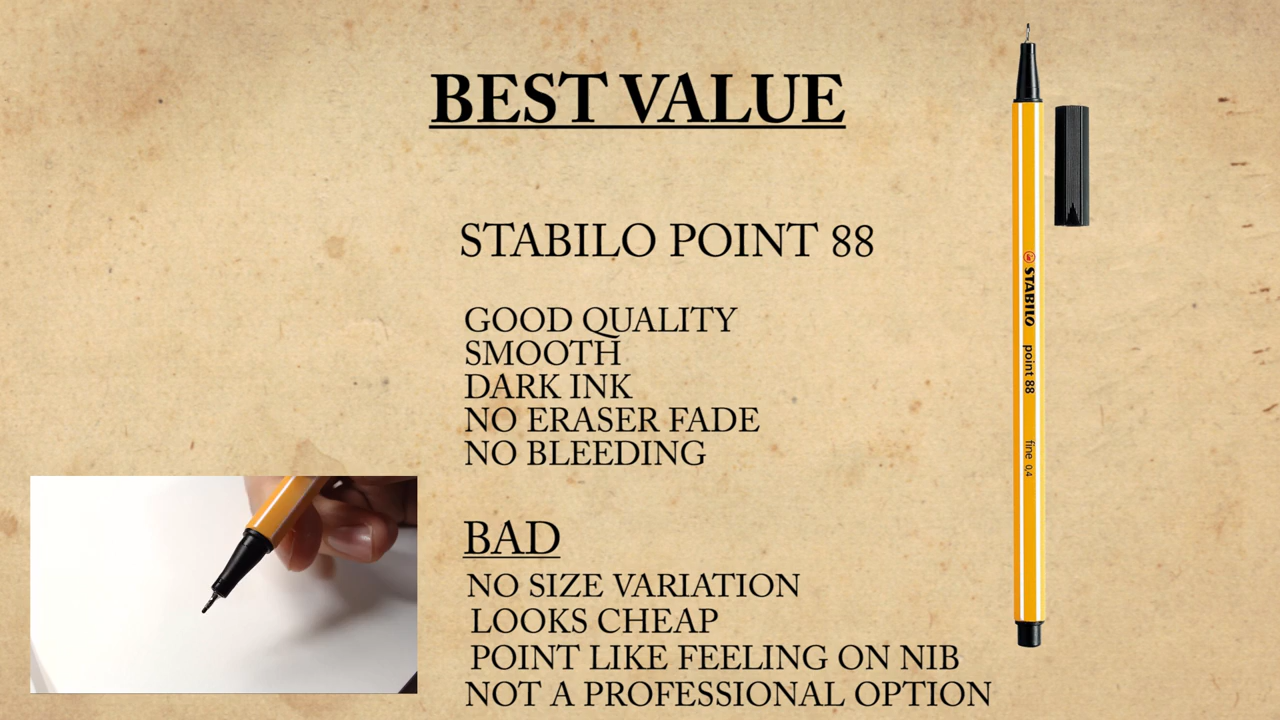 BEST VALUE
STABILO POINT 88
GOOD QUALITY
SMOOTH
DARK INK
NO ERASER FADE
NO BLEEDING
BAD
NO SIZE VARIATION
LOOKS CHEAP
POINT LIKE FEELING ON NIB
NOT A PROFESSIONAL OPTION
STABILO point 88 fine 0,4